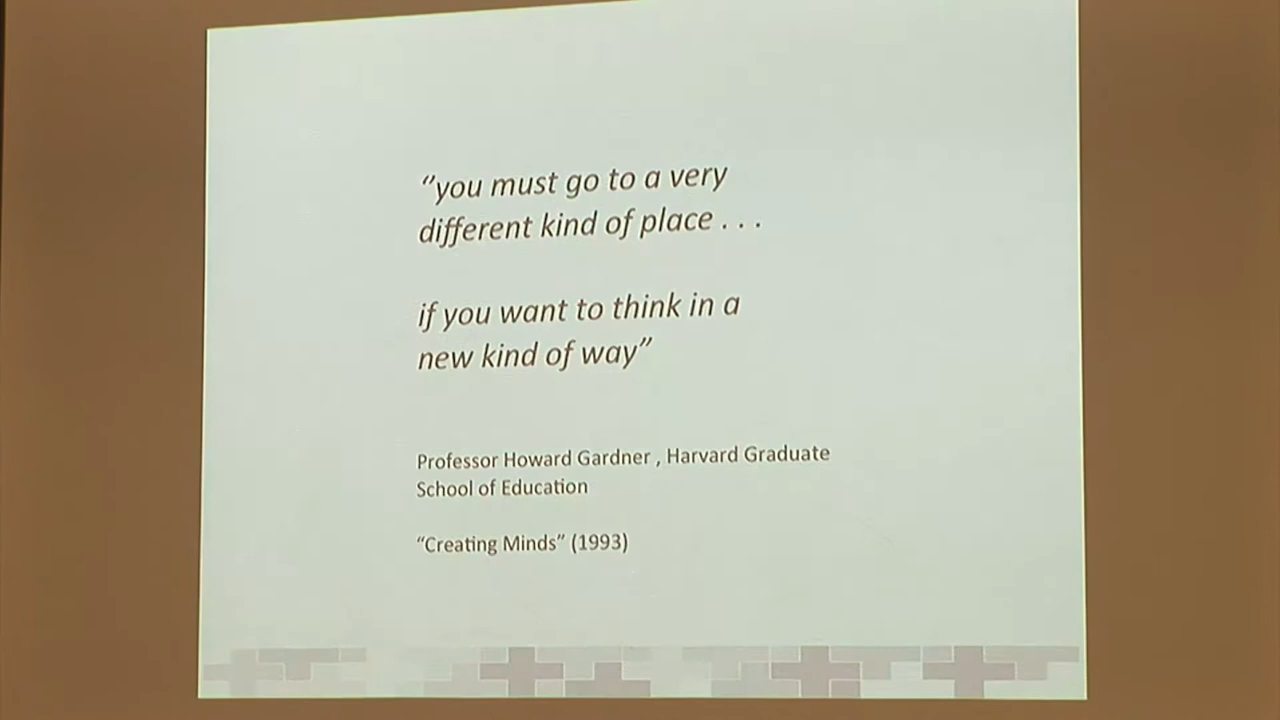 “you must go to a very
different kind of place . . .
if you want to think in a
new kind of way”
Professor Howard Gardner , Harvard Graduate
School of Education
“Creating Minds” (1993)